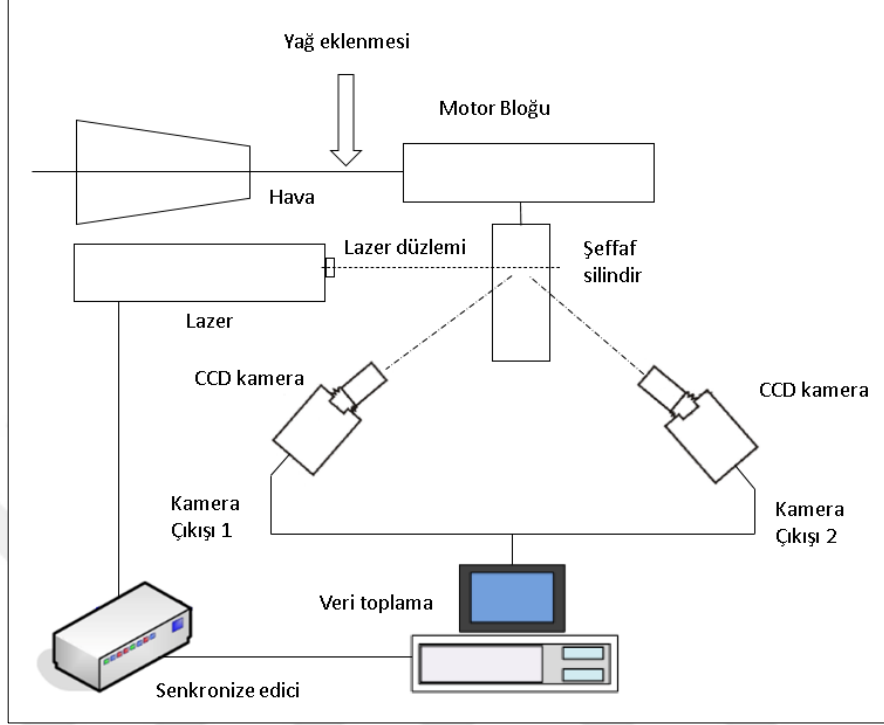 Yağ eklenmesi
Motor Bloğu
Hava
Lazer düzlemi
Şeffaf
silindir
Lazer
CCD kamera
CCD kamera
Kamera
Çıkışı 1
Kamera
Çıkışı 2
Veri toplama
Senkronize edici